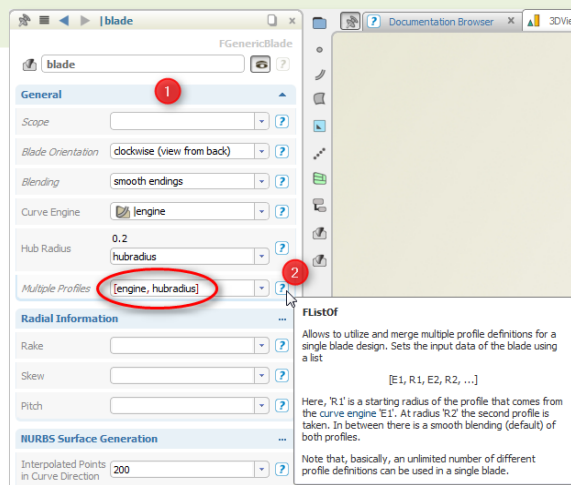 |blade
Documentation Browser
3DVie
FGenericBlade
blade
General
1
Scope
Blade Orientation
clockwise (view from back)
Blending
smooth endings
Curve Engine
|engine
0.2
Hub Radius
hubradius
2
Multiple Profiles
[engine, hubradius]
Radial Information
Rake
Skew
Pitch
NURBS Surface Generation
Interpolated Points
in Curve Direction
200
FListOf
Allows to utilize and merge multiple profile definitions for a
single blade design. Sets the input data of the blade using
a list
[E1, R1, E2, R2, ...]
Here, 'R1' is a starting radius of the profile that comes from
the curve engine 'E1'. At radius 'R2' the second profile is
taken. In between there is a smooth blending (default) of
both profiles.
Note that, basically, an unlimited number of different
profile definitions can be used in a single blade.